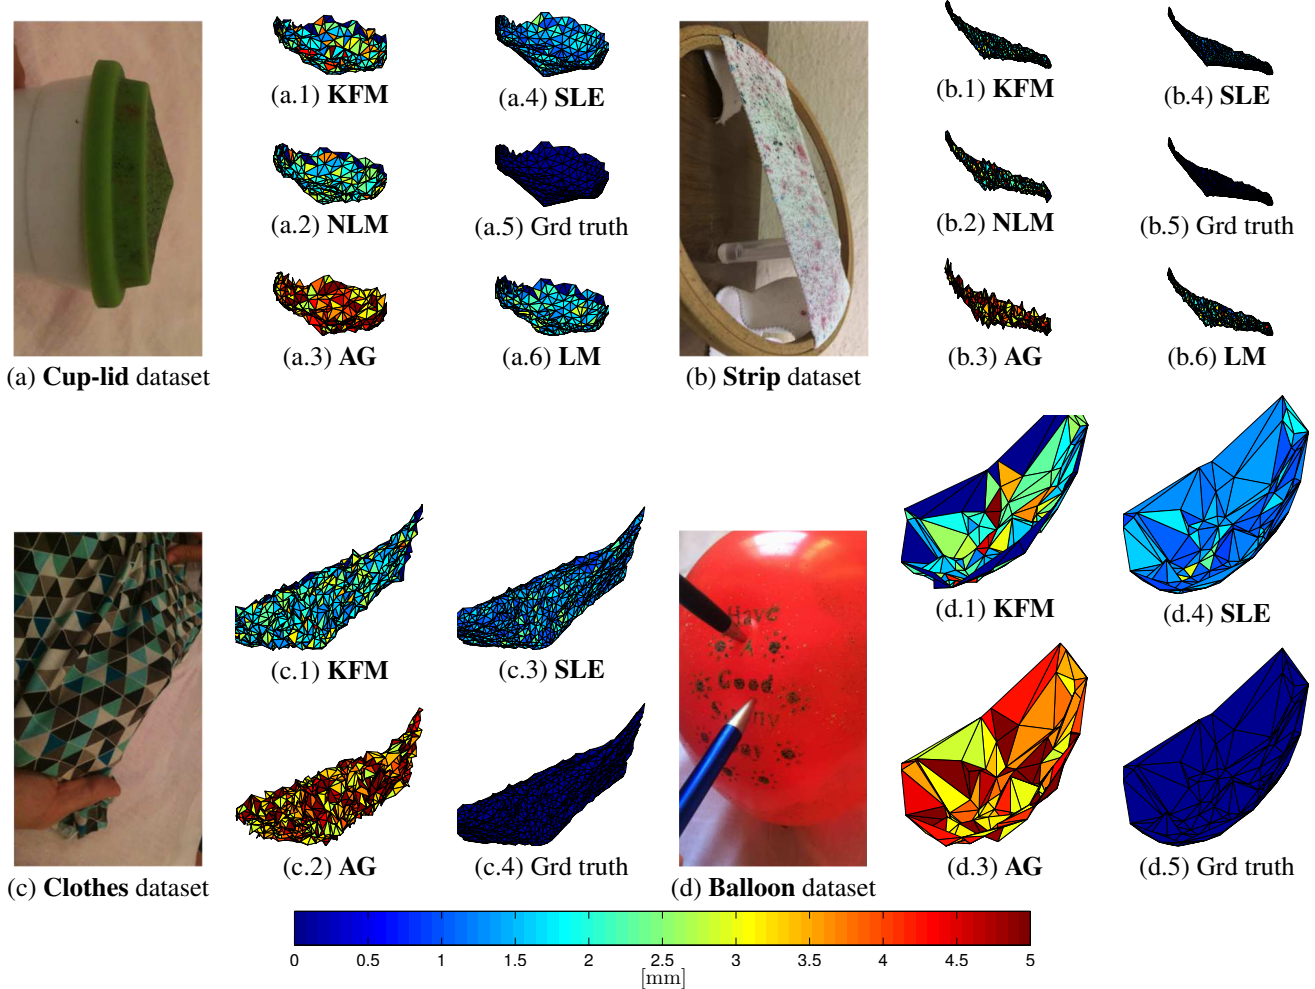 (a.1) KFM
(a.4) SLE
(b.1) KFM
(b.4) SLE
(a.2) NLM
(a.5) Grd truth
(b.2) NLM
(b.5) Grd truth
(a.3) AG
(a.6) LM
(b.3) AG
(b.6) LM
(a) Cup-lid dataset
(b) Strip dataset
Have
A
Good
(c.1) KFM
(c.3) SLE
(d.1) KFM
(d.4) SLE
(c.2) AG
(c.4) Grd truth
(d.3) AG
(d.5) Grd truth
(c) Clothes dataset
(d) Balloon dataset
0 0.5 1 1.5 2 2.5 3 3.5 4 4.5 5
[mm]